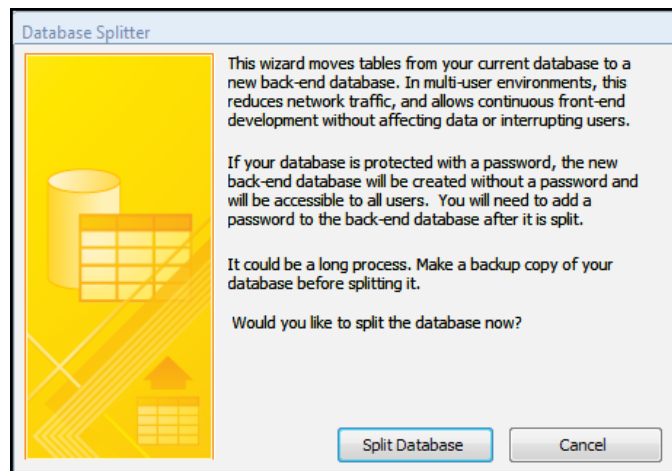 Database Splitter
This wizard moves tables from your current database to a
new back-end database. In multi-user environments, this
reduces network traffic, and allows continuous front-end
development without affecting data or interrupting users.
If your database is protected with a password, the new
back-end database will be created without a password and
will be accessible to all users.  You will need to add a
password to the back-end database after it is split.
It could be a long process. Make a backup copy of your
database before splitting it.
Would you like to split the database now?
Split Database
Cancel